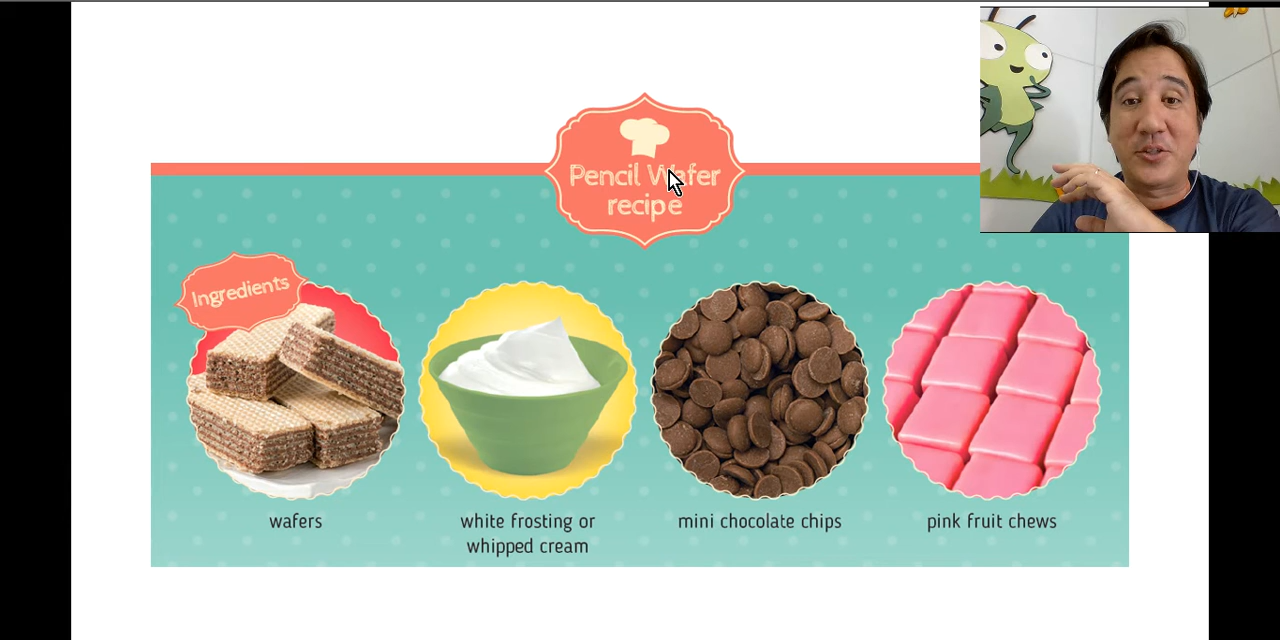 Pencil Wafer
recipe
Ingredients
wafers
white frosting or
whipped cream
mini chocolate chips
pink fruit chews